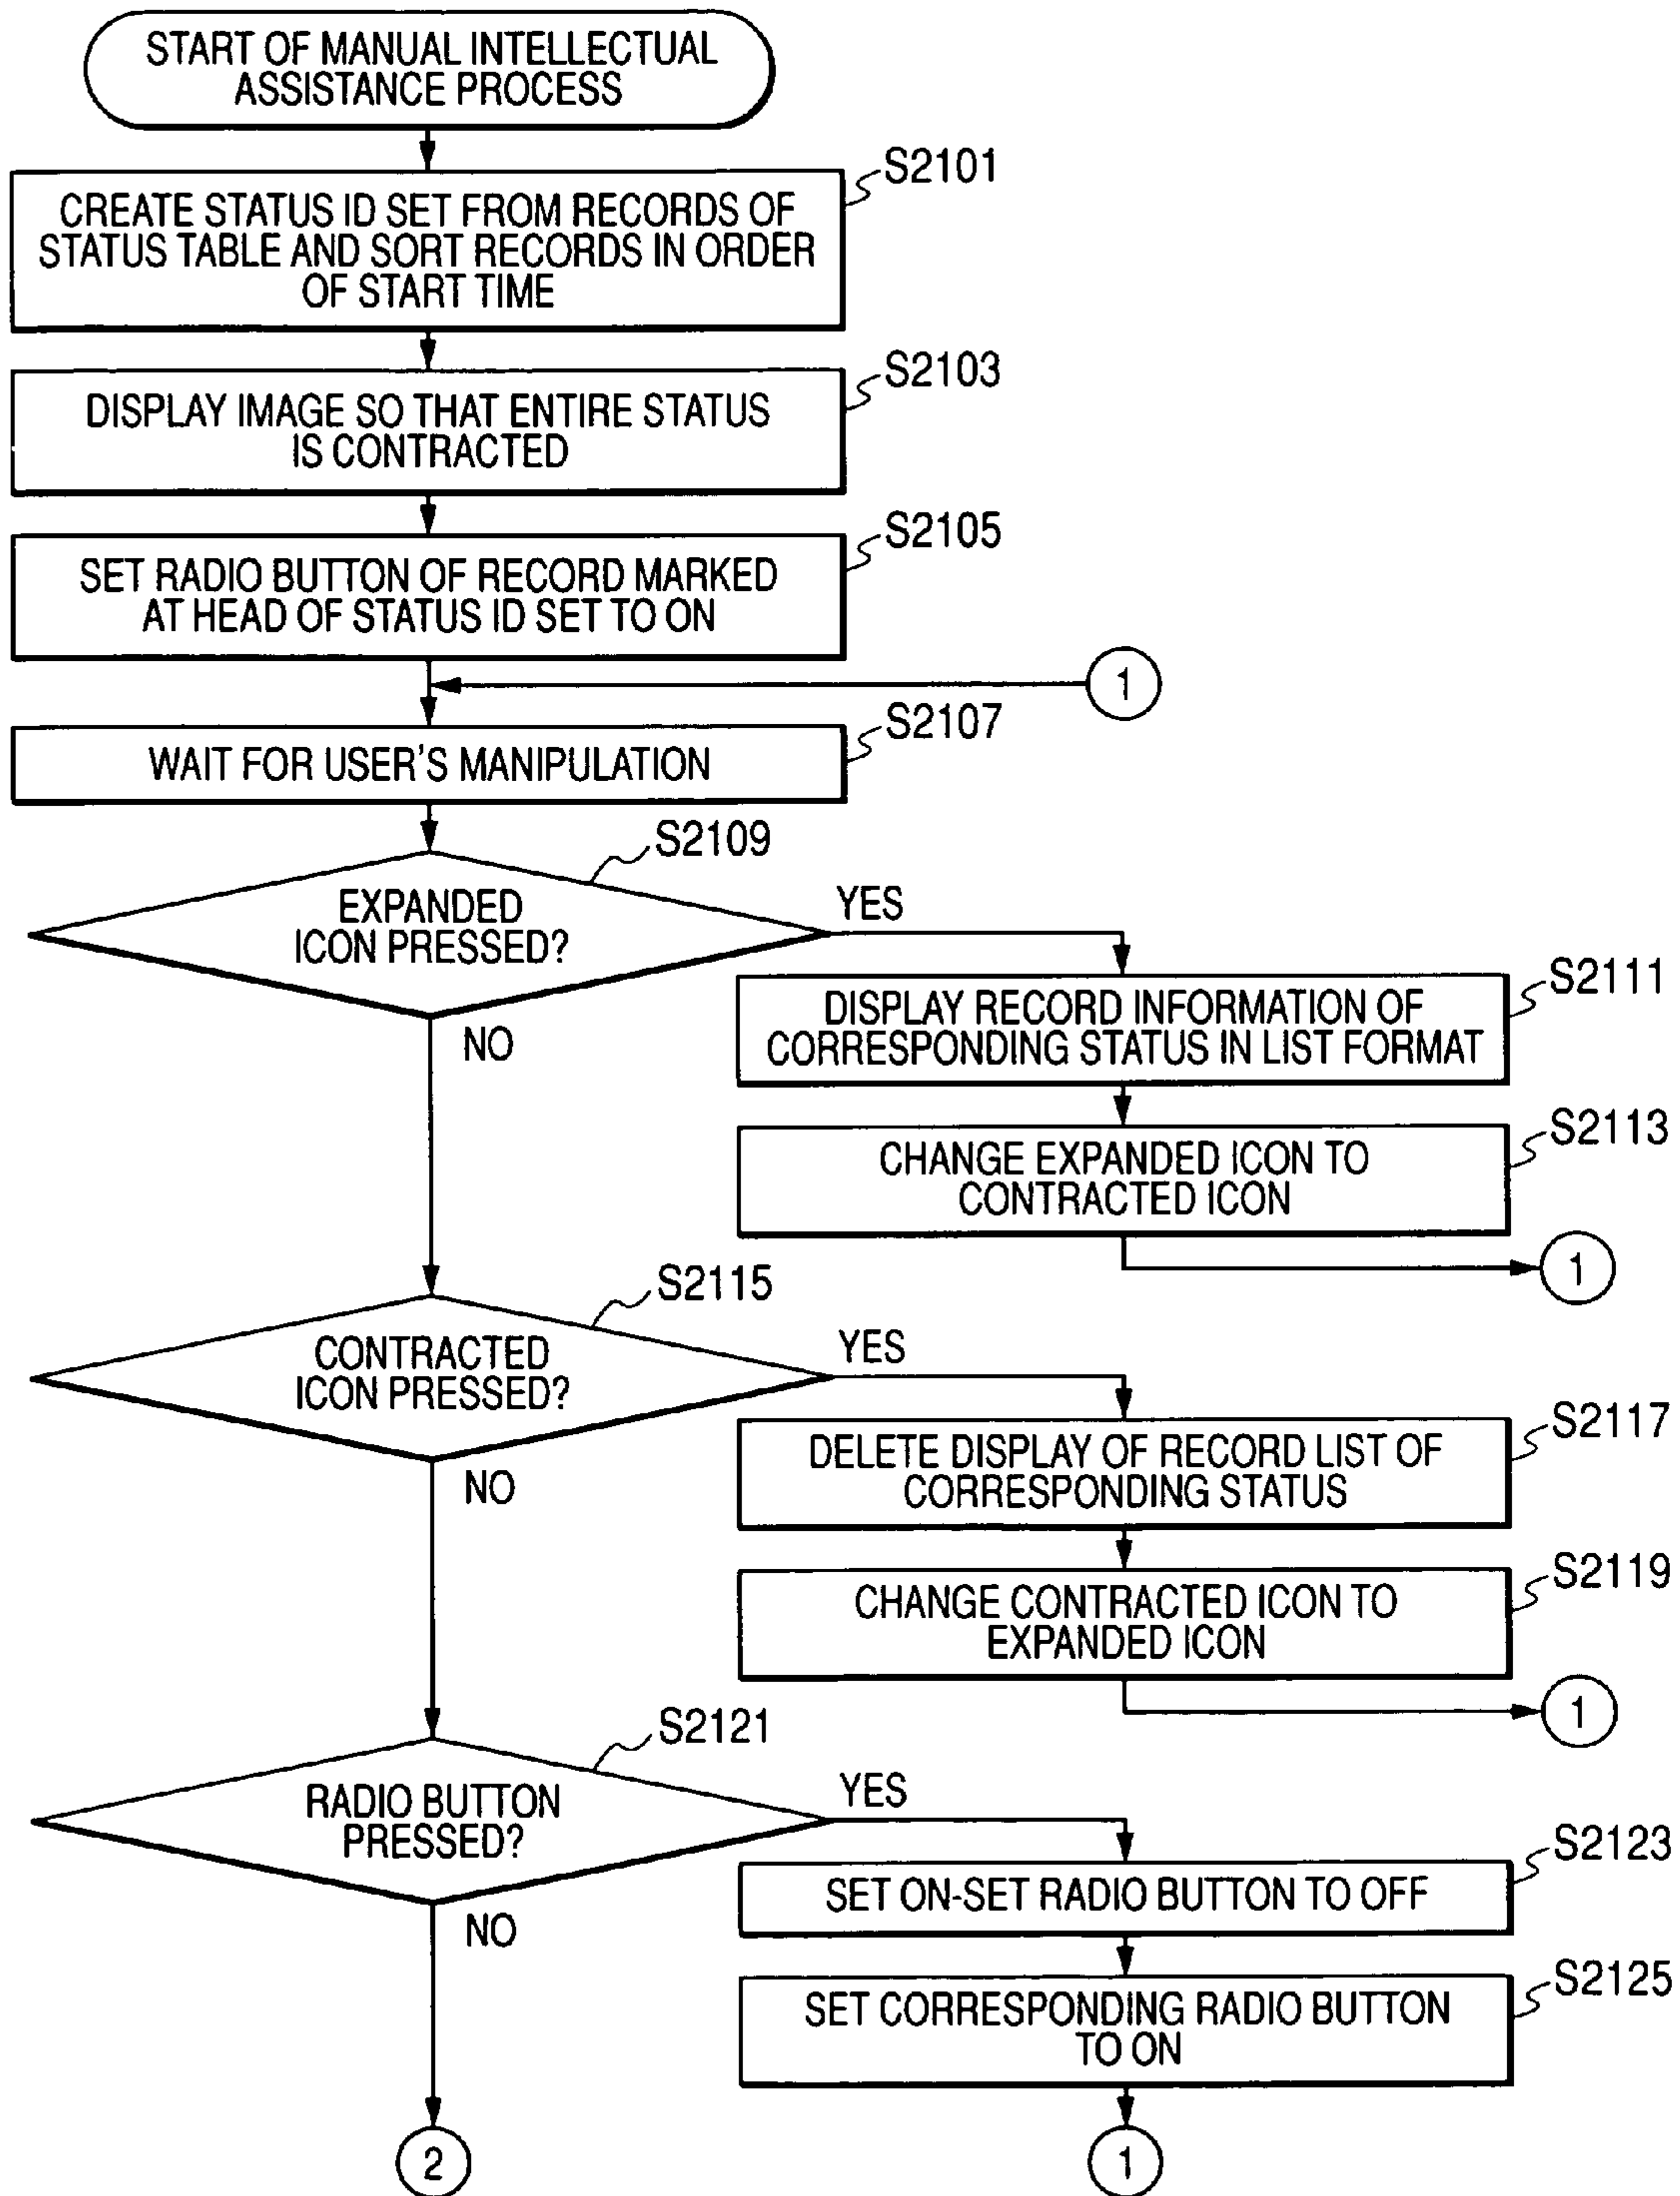 START OF MANUAL INTELLECTUAL
ASSISTANCE PROCESS
S2101
CREATE STATUS ID SET FROM RECORDS OF
STATUS TABLE AND SORT RECORDS IN ORDER
OF START TIME
S2103
DISPLAY IMAGE SO THAT ENTIRE STATUS
IS CONTRACTED
S2105
SET RADIO BUTTON OF RECORD MARKED
AT HEAD OF STATUS ID SET TO ON
1
S2107
WAIT FOR USER'S MANIPULATION
S2109
EXPANDED
ICON PRESSED?
YES
NO
S2111
DISPLAY RECORD INFORMATION OF
CORRESPONDING STATUS IN LIST FORMAT
S2113
CHANGE EXPANDED ICON TO
CONTRACTED ICON
1
S2115
CONTRACTED
ICON PRESSED?
YES
NO
S2117
DELETE DISPLAY OF RECORD LIST OF
CORRESPONDING STATUS
S2119
CHANGE CONTRACTED ICON TO
EXPANDED ICON
1
S2121
RADIO BUTTON
PRESSED?
YES
NO
S2123
SET ON-SET RADIO BUTTON TO OFF
S2125
SET CORRESPONDING RADIO BUTTON
TO ON
2
1